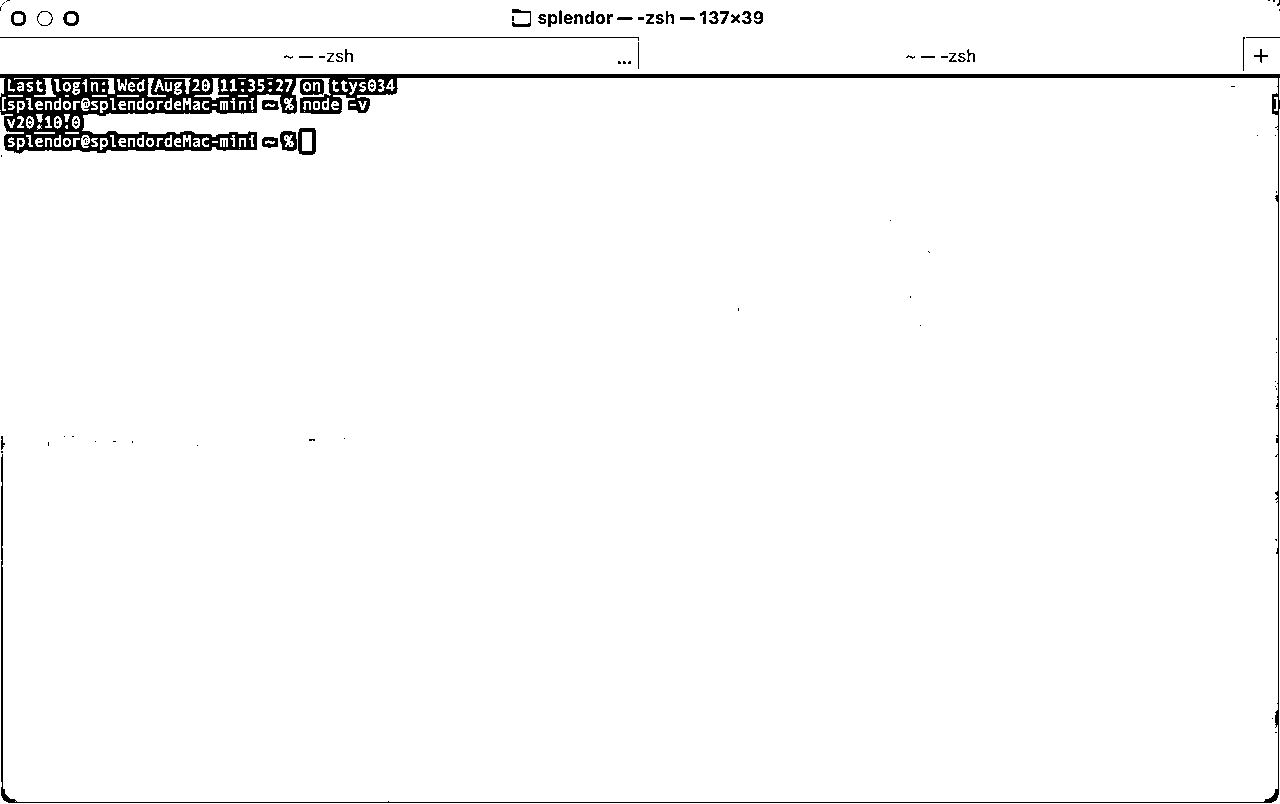 splendor — -zsh — 137×39
~ — -zsh
...
~ — -zsh
+
Last login: Wed Aug 20 11:35:27 on ttys034
[splendor@splendordeMac-mini ~ % node -v
v20.10.0
splendor@splendordeMac-mini ~ %